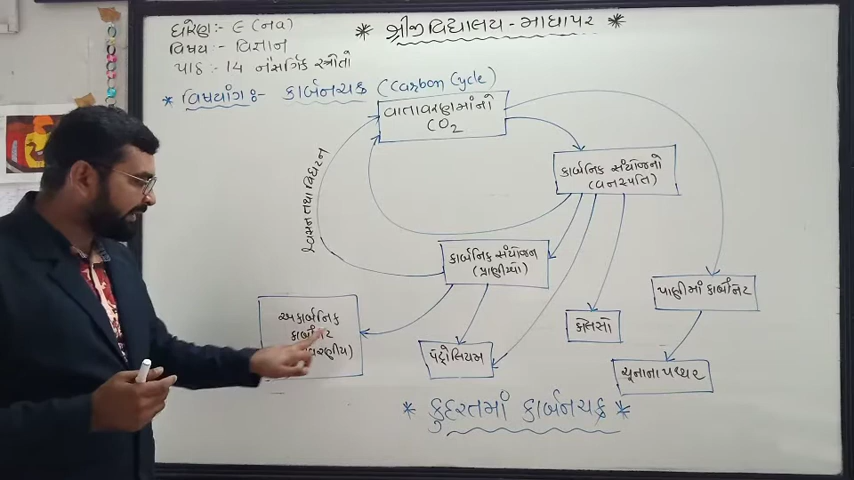 ધોરણ:- ૯ (નવ)
* શ્રીજી વિદ્યાલય - માધાપર *
વિષય :- વિજ્ઞાન
પાઠ :- 14 નૈસર્ગિક સ્ત્રોતો
* વિષયાંગ:- કાર્બનચક્ર (Carbon Cycle)
વાતાવરણમાંનો
CO2
કાર્બનિક સંયોજનો
(વનસ્પતિ)
શ્વસન તથા વિઘટન
કાર્બનિક સંયોજન
(પ્રાણીઓ)
પાણીમાં કાર્બોનેટ
અકાર્બનિક
કાર્બોનેટ
પેટ્રોલિયમ
કોલસો
ચૂનાના પથ્થર
* કુદરતમાં કાર્બનચક્ર *